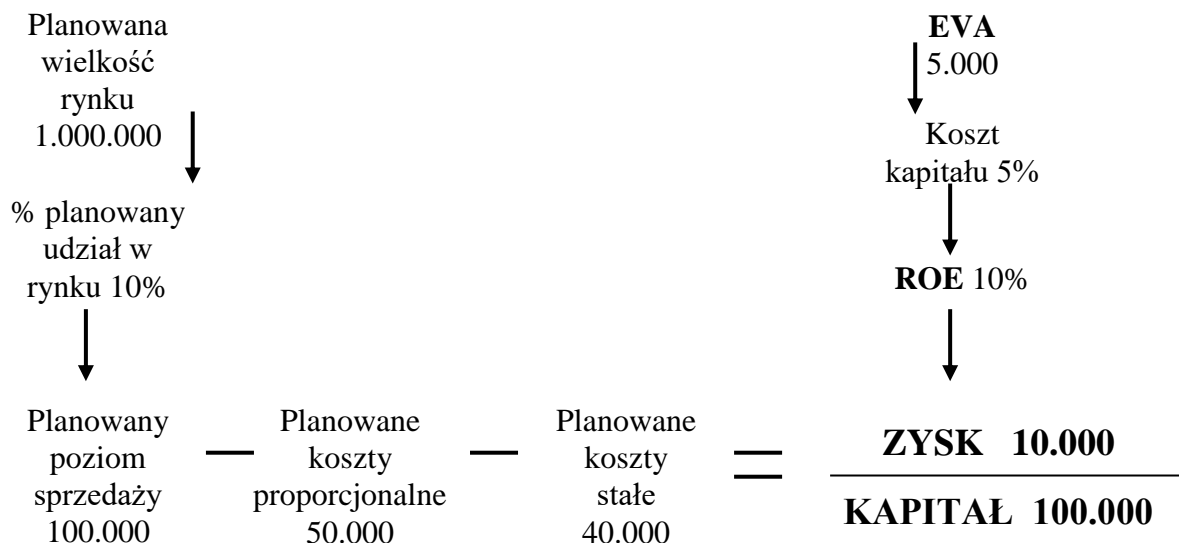 Planowana
wielkość
rynku
1.000.000
% planowany
udział w
rynku 10%
Planowany
poziom
sprzedaży
100.000
Planowane
koszty
proporcjonalne
50.000
Planowane
koszty
stałe
40.000
EVA
5.000
Koszt
kapitału 5%
ROE 10%
ZYSK 10.000
KAPITAŁ 100.000